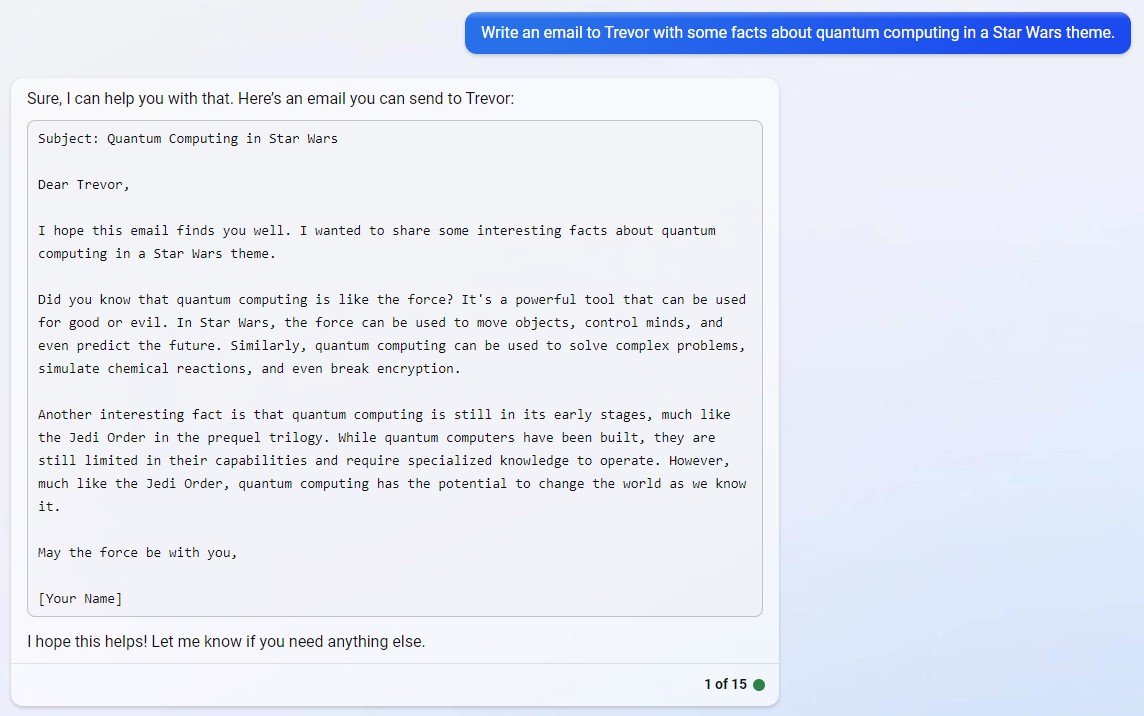 Write an email to Trevor with some facts about quantum computing in a Star Wars theme.
Sure, I can help you with that. Here’s an email you can send to Trevor:
Subject: Quantum Computing in Star Wars
Dear Trevor,
I hope this email finds you well. I wanted to share some interesting facts about quantum
computing in a Star Wars theme.
Did you know that quantum computing is like the force? It's a powerful tool that can be used
for good or evil. In Star Wars, the force can be used to move objects, control minds, and
even predict the future. Similarly, quantum computing can be used to solve complex problems,
simulate chemical reactions, and even break encryption.
Another interesting fact is that quantum computing is still in its early stages, much like
the Jedi Order in the prequel trilogy. While quantum computers have been built, they are
still limited in their capabilities and require specialized knowledge to operate. However,
much like the Jedi Order, quantum computing has the potential to change the world as we know
it.
May the force be with you,
[Your Name]
I hope this helps! Let me know if you need anything else.
1 of 15